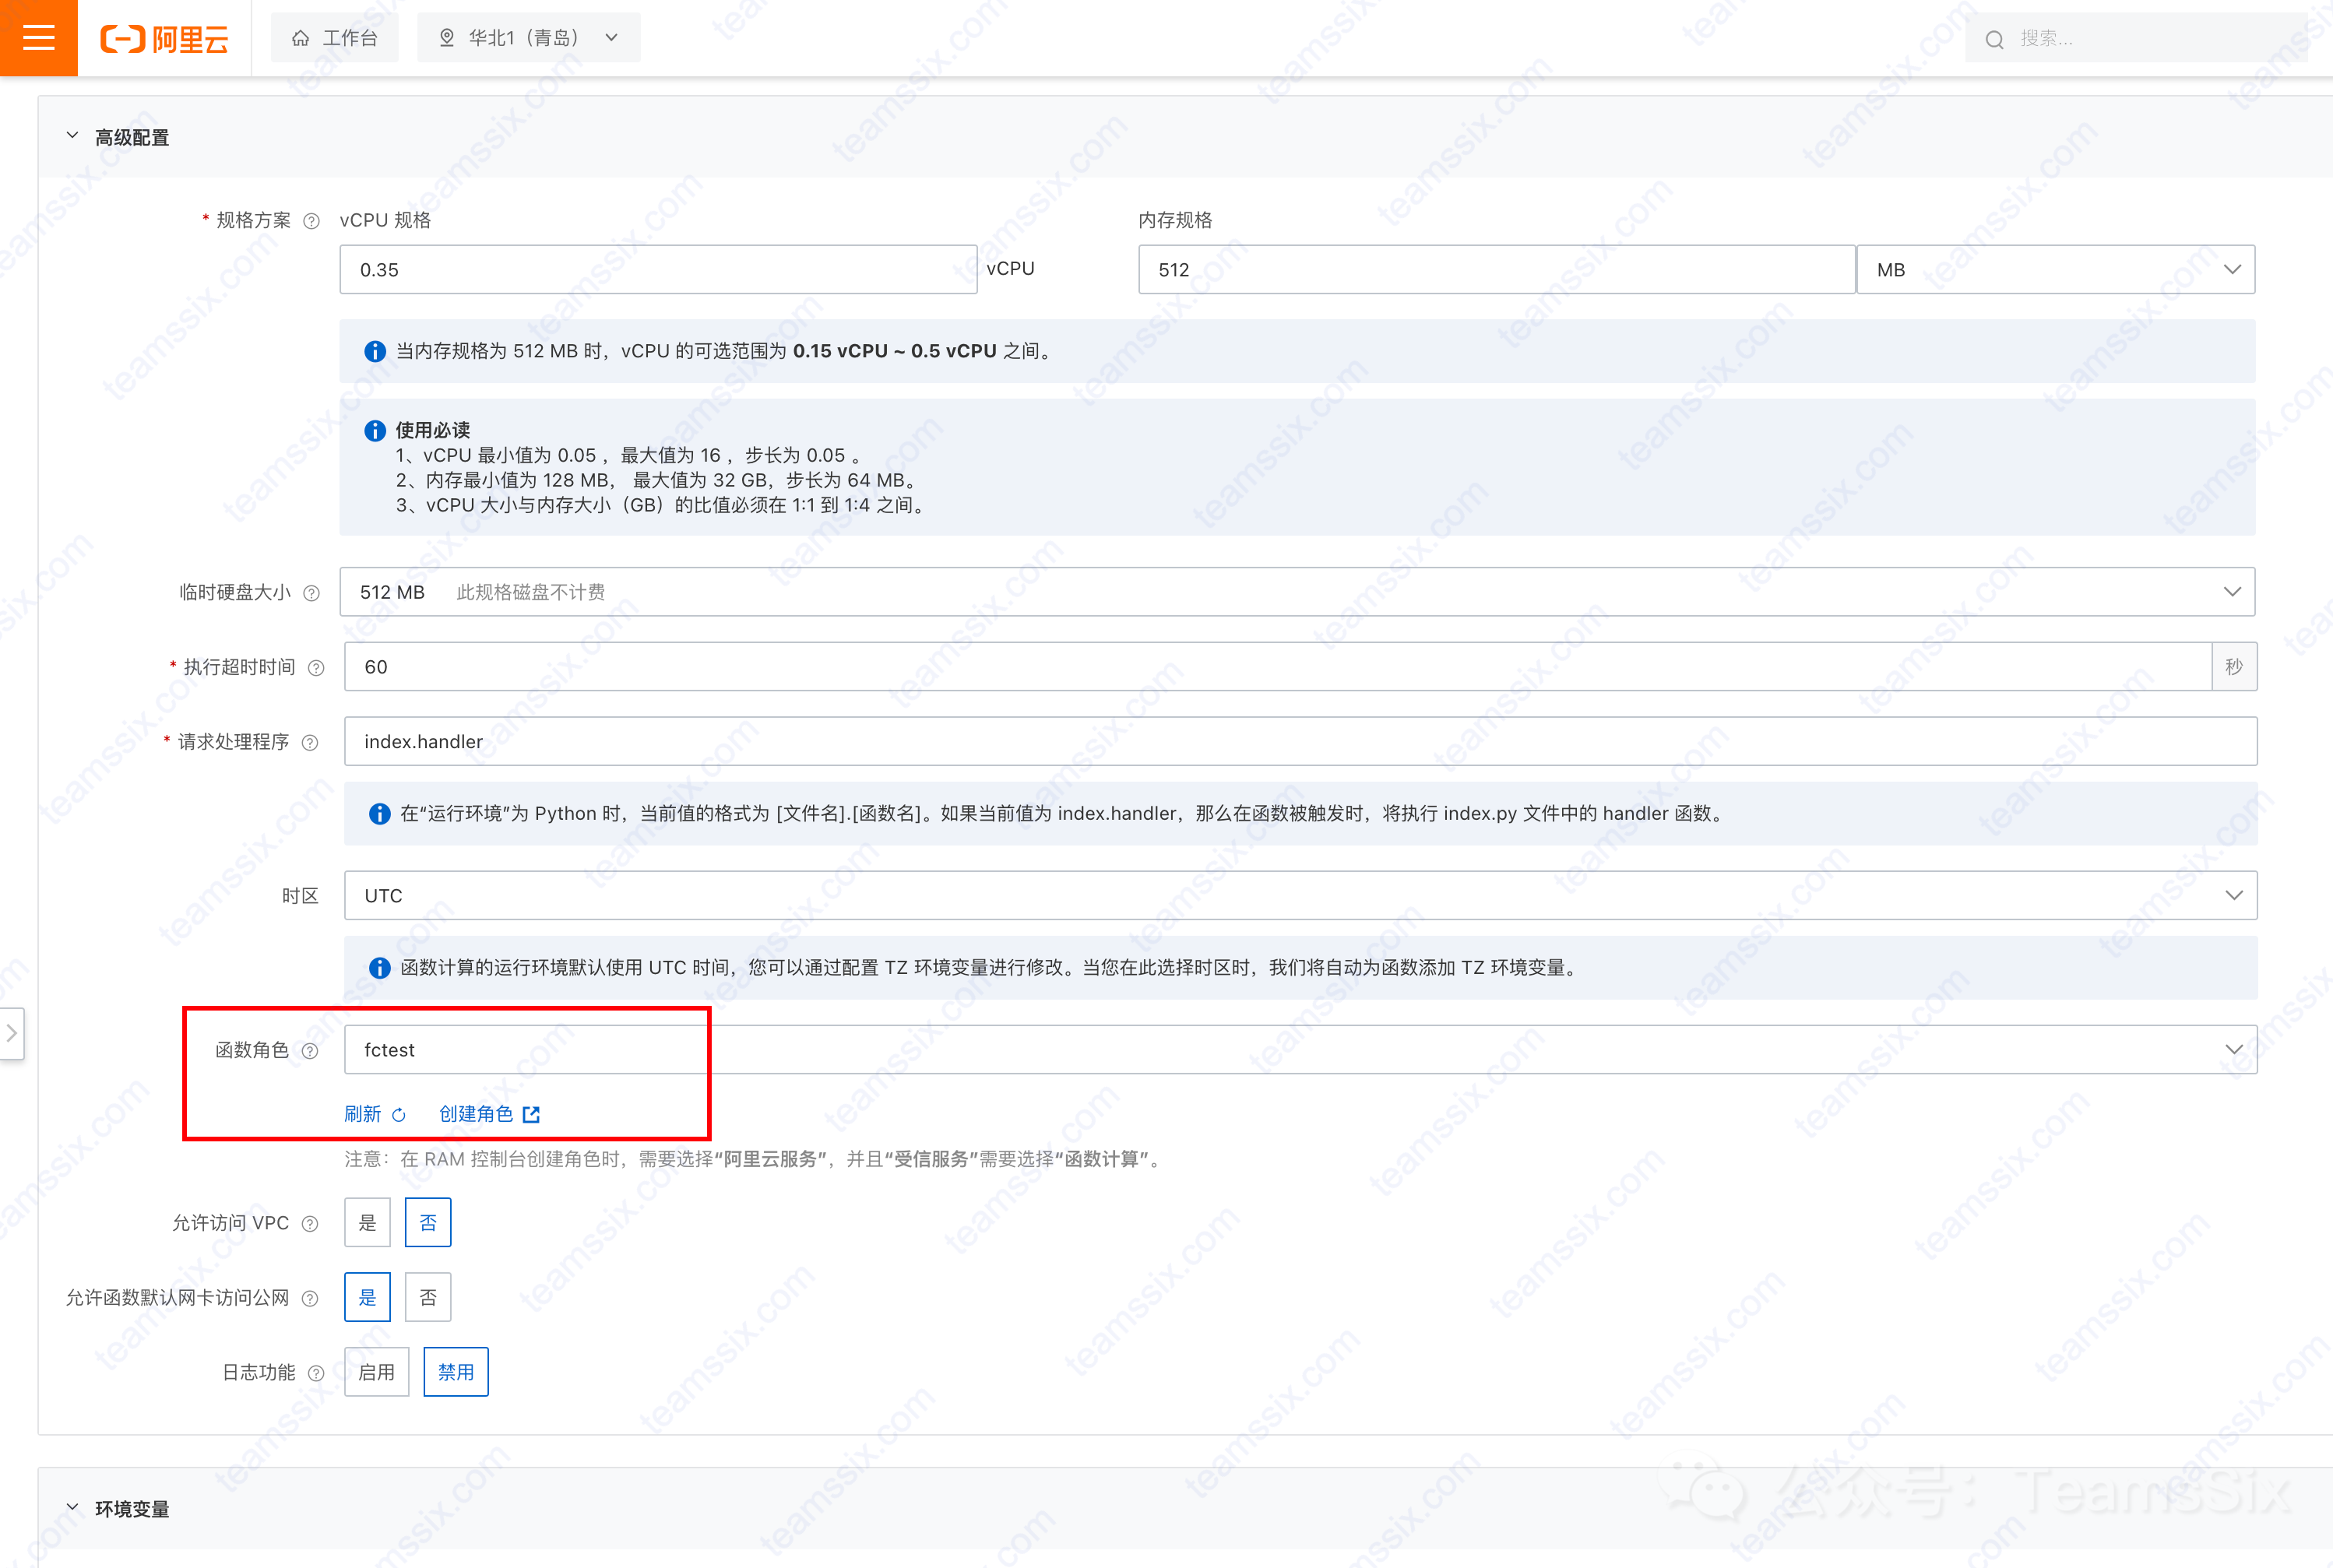 阿里云
工作台
华北1（青岛）
搜索...
高级配置
* 规格方案 vCPU 规格 内存规格
0.35 vCPU 512 MB
当内存规格为 512 MB 时，vCPU 的可选范围为 0.15 vCPU ~ 0.5 vCPU 之间。
使用必读
1、vCPU 最小值为 0.05 ，最大值为 16 ，步长为 0.05 。
2、内存最小值为 128 MB， 最大值为 32 GB，步长为 64 MB。
3、vCPU 大小与内存大小（GB）的比值必须在 1:1 到 1:4 之间。
临时硬盘大小 512 MB 此规格磁盘不计费
* 执行超时时间 60 秒
* 请求处理程序 index.handler
在“运行环境”为 Python 时，当前值的格式为 [文件名].[函数名]。如果当前值为 index.handler，那么在函数被触发时，将执行 index.py 文件中的 handler 函数。
时区 UTC
函数计算的运行环境默认使用 UTC 时间，您可以通过配置 TZ 环境变量进行修改。当您在此选择时区时，我们将自动为函数添加 TZ 环境变量。
函数角色 fctest
刷新 创建角色
注意：在 RAM 控制台创建角色时，需要选择“阿里云服务”，并且“受信服务”需要选择“函数计算”。
允许访问 VPC 是 否
允许函数默认网卡访问公网 是 否
日志功能 启用 禁用
环境变量
公众号：TeamsSix
teamssix.com